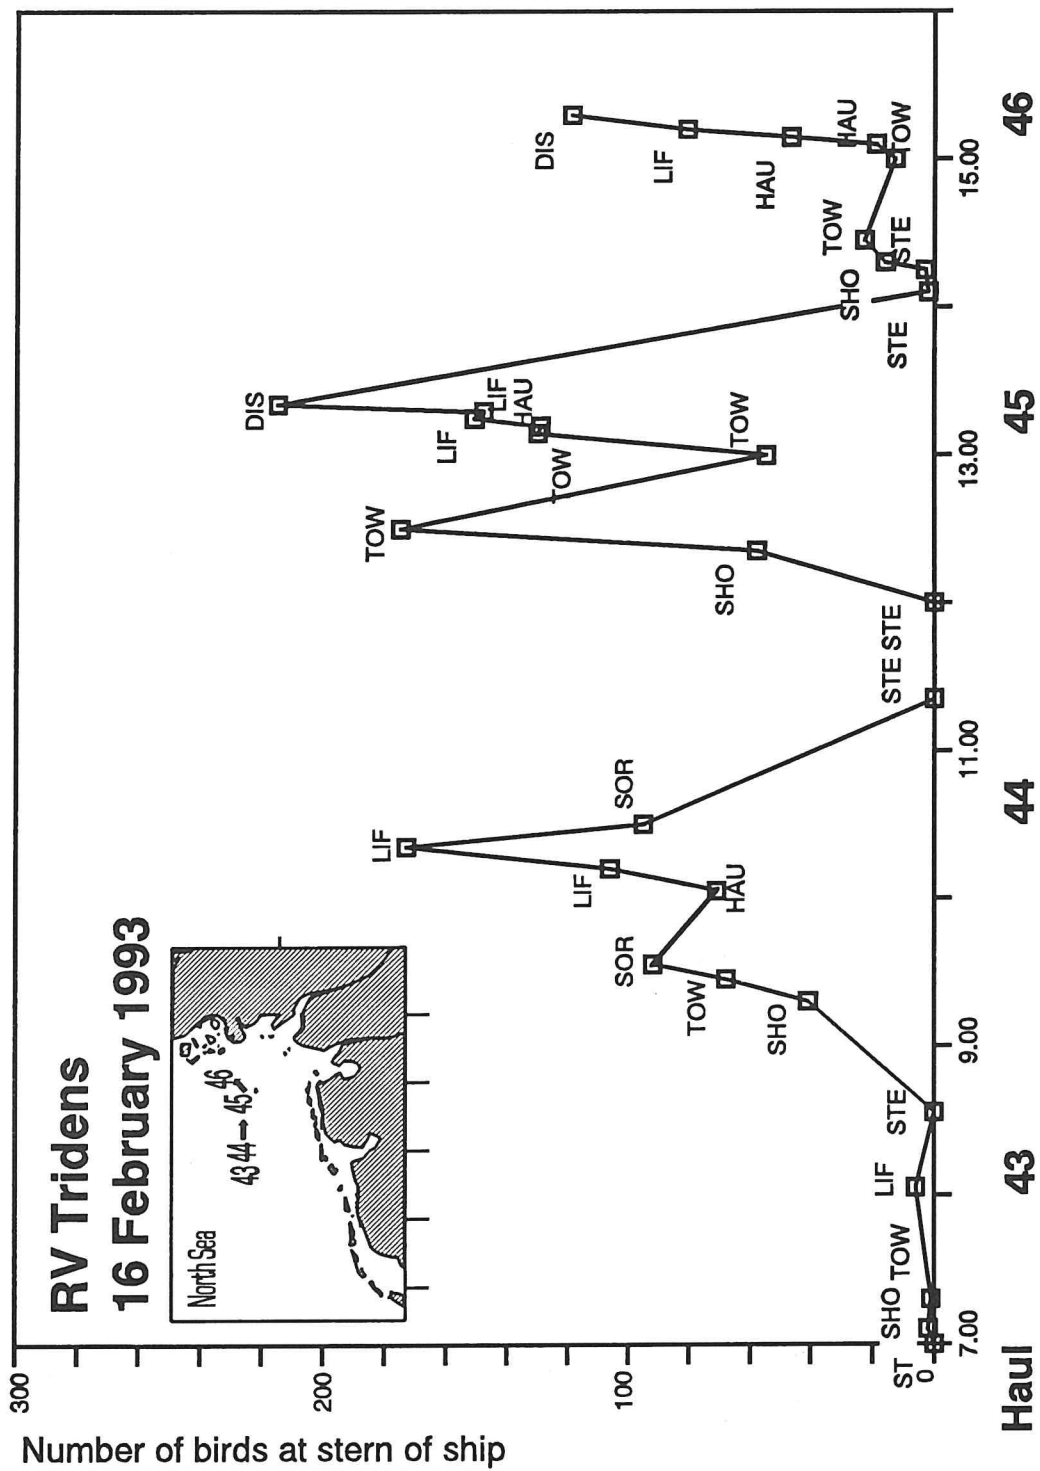 RV Tridens
16 February 1993
North Sea
43 44 → 45 46
Number of birds at stern of ship
300
200
100
0
ST
SHO
TOW
LIF
STE
SHO
TOW
SOR
HAU
LIF
LIF
SOR
STE STE
SHO
TOW
TOW
TOW
HAU
LIF
LIF
DIS
STE
SHO
STE
TOW
TOW
HAU
HAU
LIF
DIS
7.00 9.00 11.00 13.00 15.00
Haul 43 44 45 46